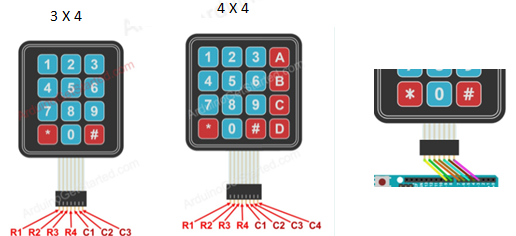 3 X 4
4 X 4
1 2 3
4 5 6
7 8 9
* 0 #
R1 R2 R3 R4 C1 C2 C3
1 2 3 A
4 5 6 B
7 8 9 C
* 0 # D
R1 R2 R3 R4 C1 C2 C3 C4
* 0 #